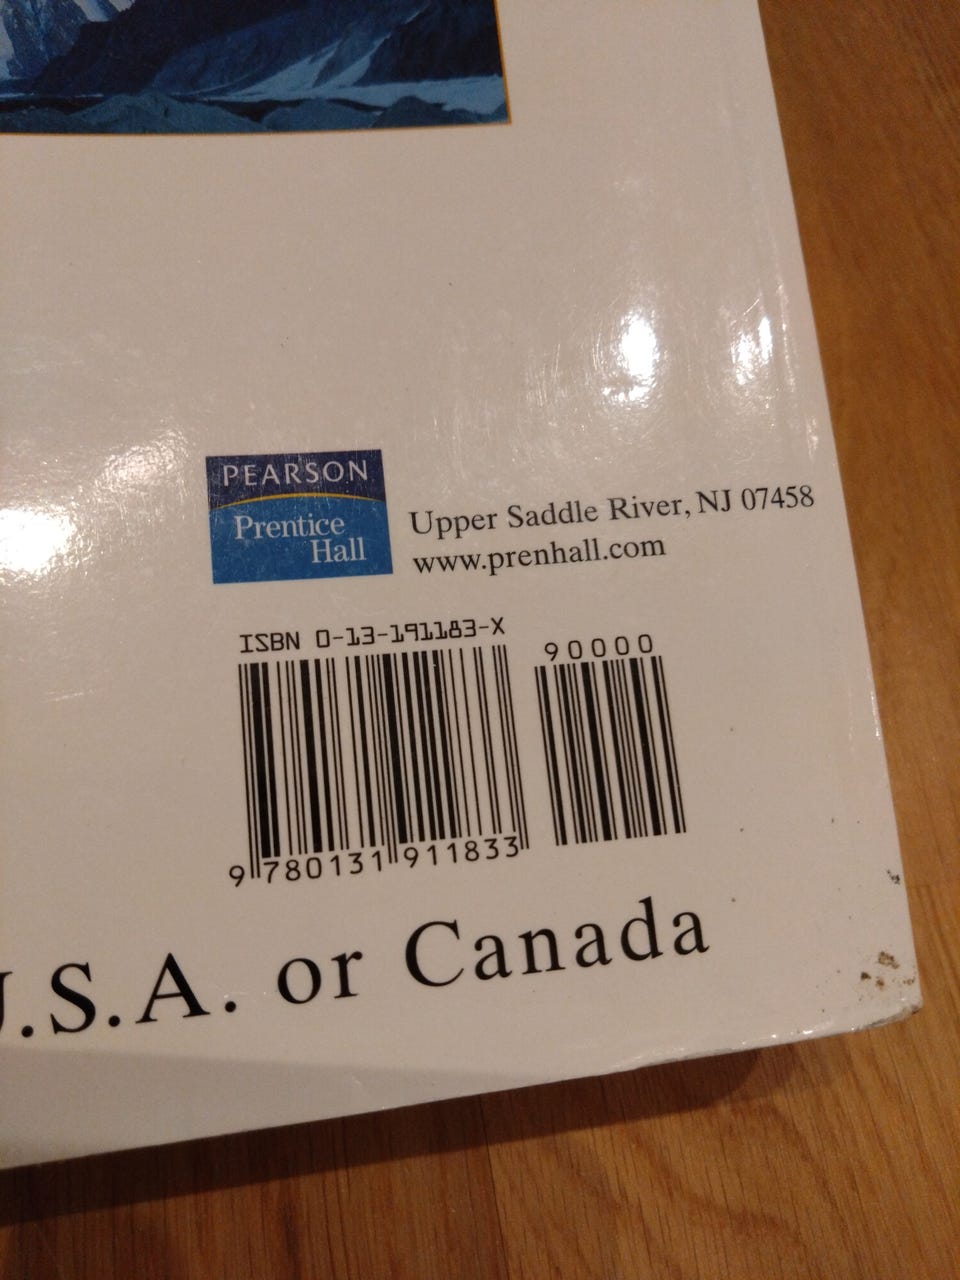 PEARSON
Prentice
Hall
Upper Saddle River, NJ 07458
www.prenhall.com
ISBN 0-13-191183-X
90000
9 780131 911833
.S.A. or Canada